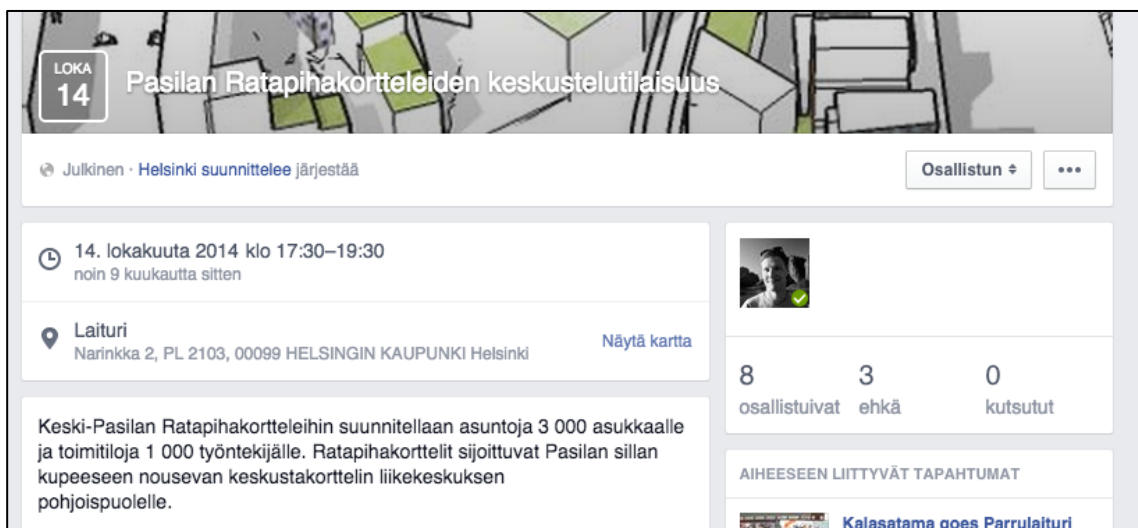 LOKA
14
Pasilan Ratapihakortteleiden keskustelutilaisuus
Julkinen · Helsinki suunnittelee järjestää
Osallistun
14. lokakuuta 2014 klo 17:30–19:30
noin 9 kuukautta sitten
Laituri
Narinkka 2, PL 2103, 00099 HELSINGIN KAUPUNKI Helsinki
Näytä kartta
8
osallistuivat
3
ehkä
0
kutsutut
Keski-Pasilan Ratapihakortteleihin suunnitellaan asuntoja 3 000 asukkaalle
ja toimitiloja 1 000 työntekijälle. Ratapihakorttelit sijoittuvat Pasilan sillan
kupeeseen nousevan keskustakorttelin liikekeskuksen
pohjoispuolelle.
AIHEESEEN LIITTYVÄT TAPAHTUMAT
Kalasatama goes Parrulaituri